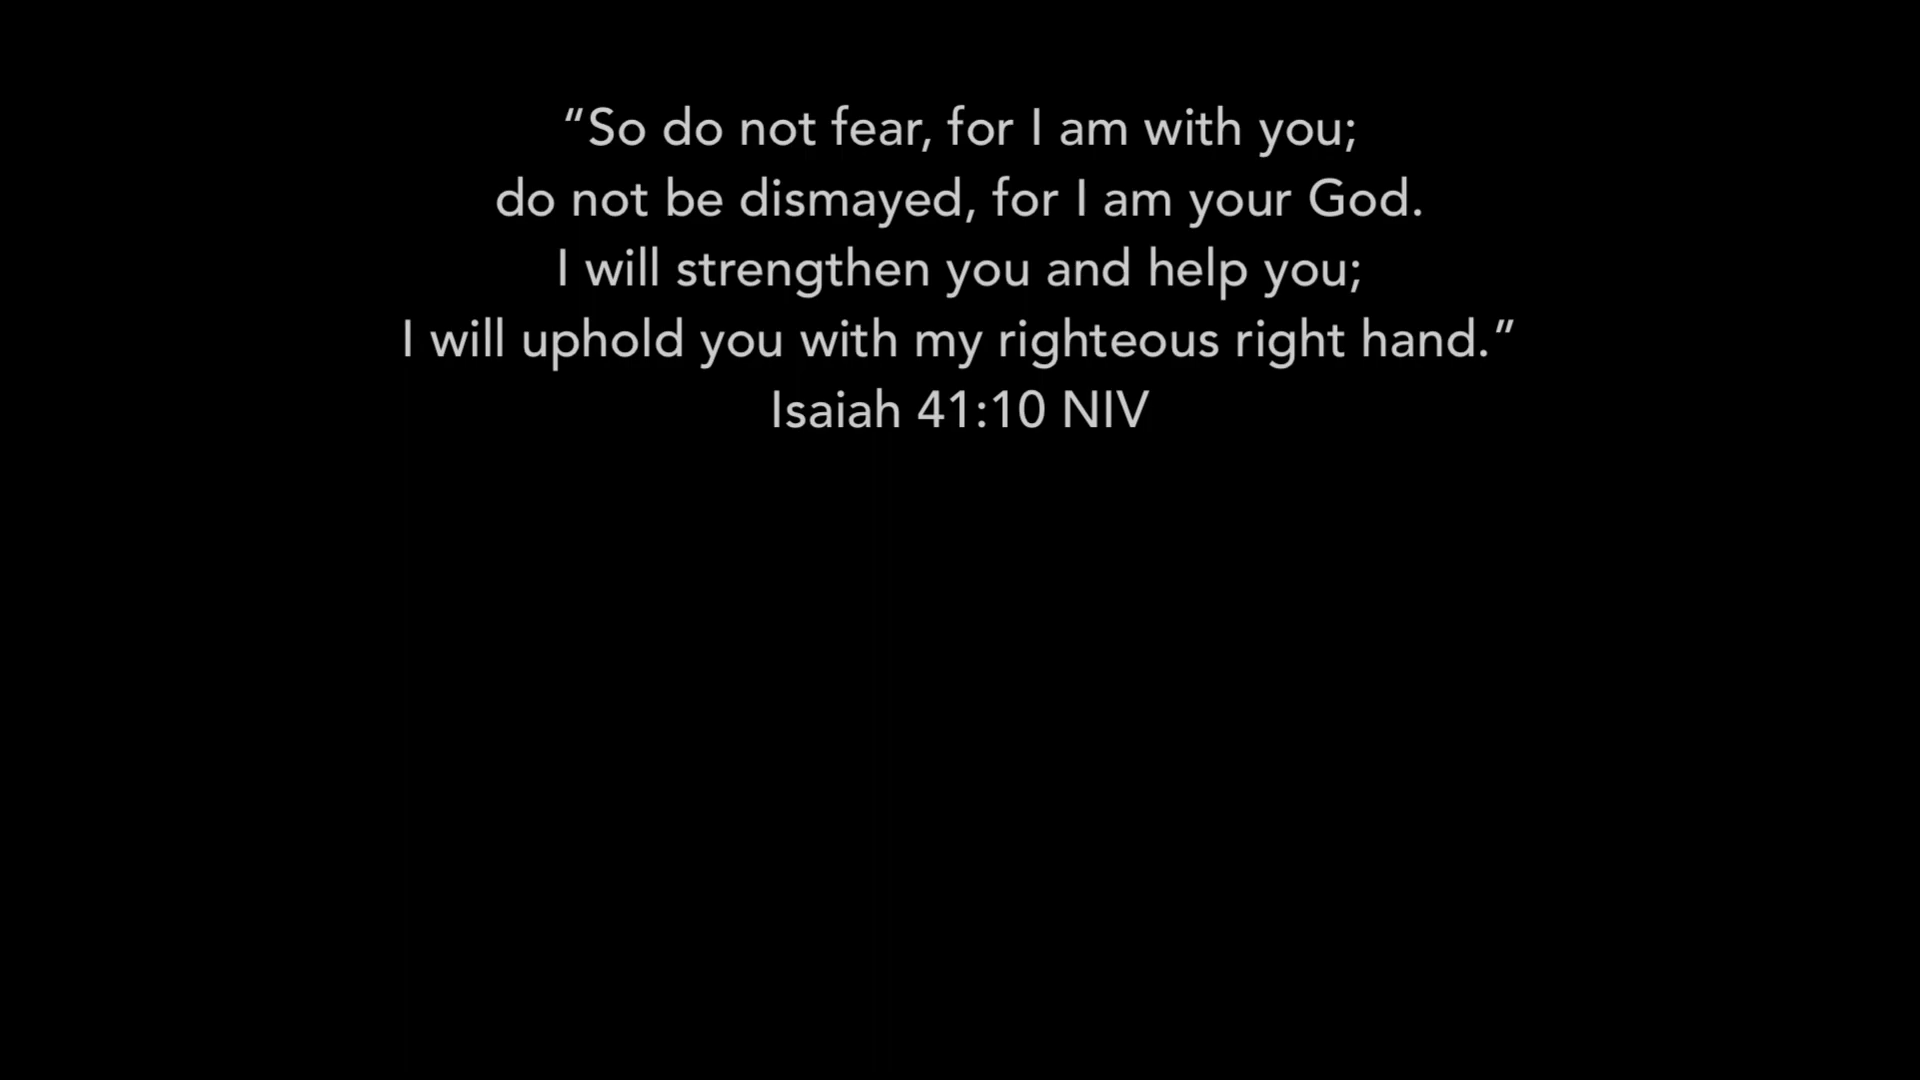 “So do not fear, for I am with you;
do not be dismayed, for I am your God.
I will strengthen you and help you;
I will uphold you with my righteous right hand.”
Isaiah 41:10 NIV